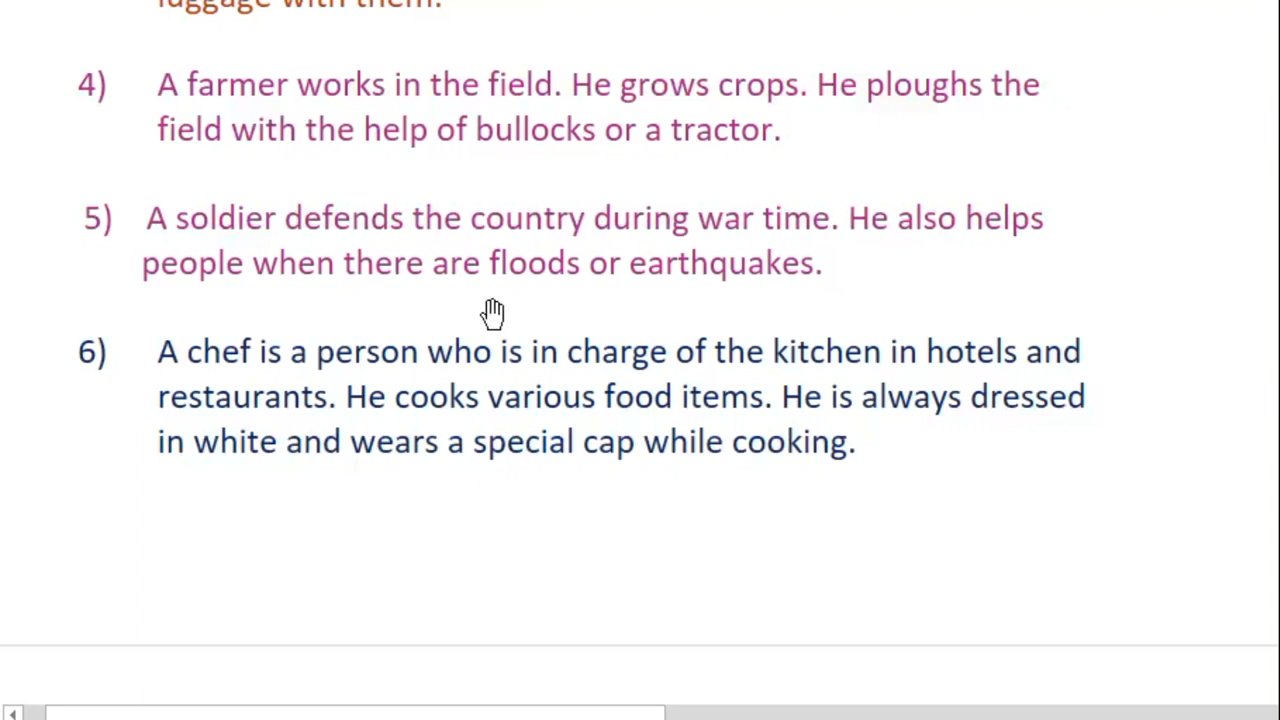 luggage with them.
4) A farmer works in the field. He grows crops. He ploughs the
field with the help of bullocks or a tractor.
5) A soldier defends the country during war time. He also helps
people when there are floods or earthquakes.
6) A chef is a person who is in charge of the kitchen in hotels and
restaurants. He cooks various food items. He is always dressed
in white and wears a special cap while cooking.